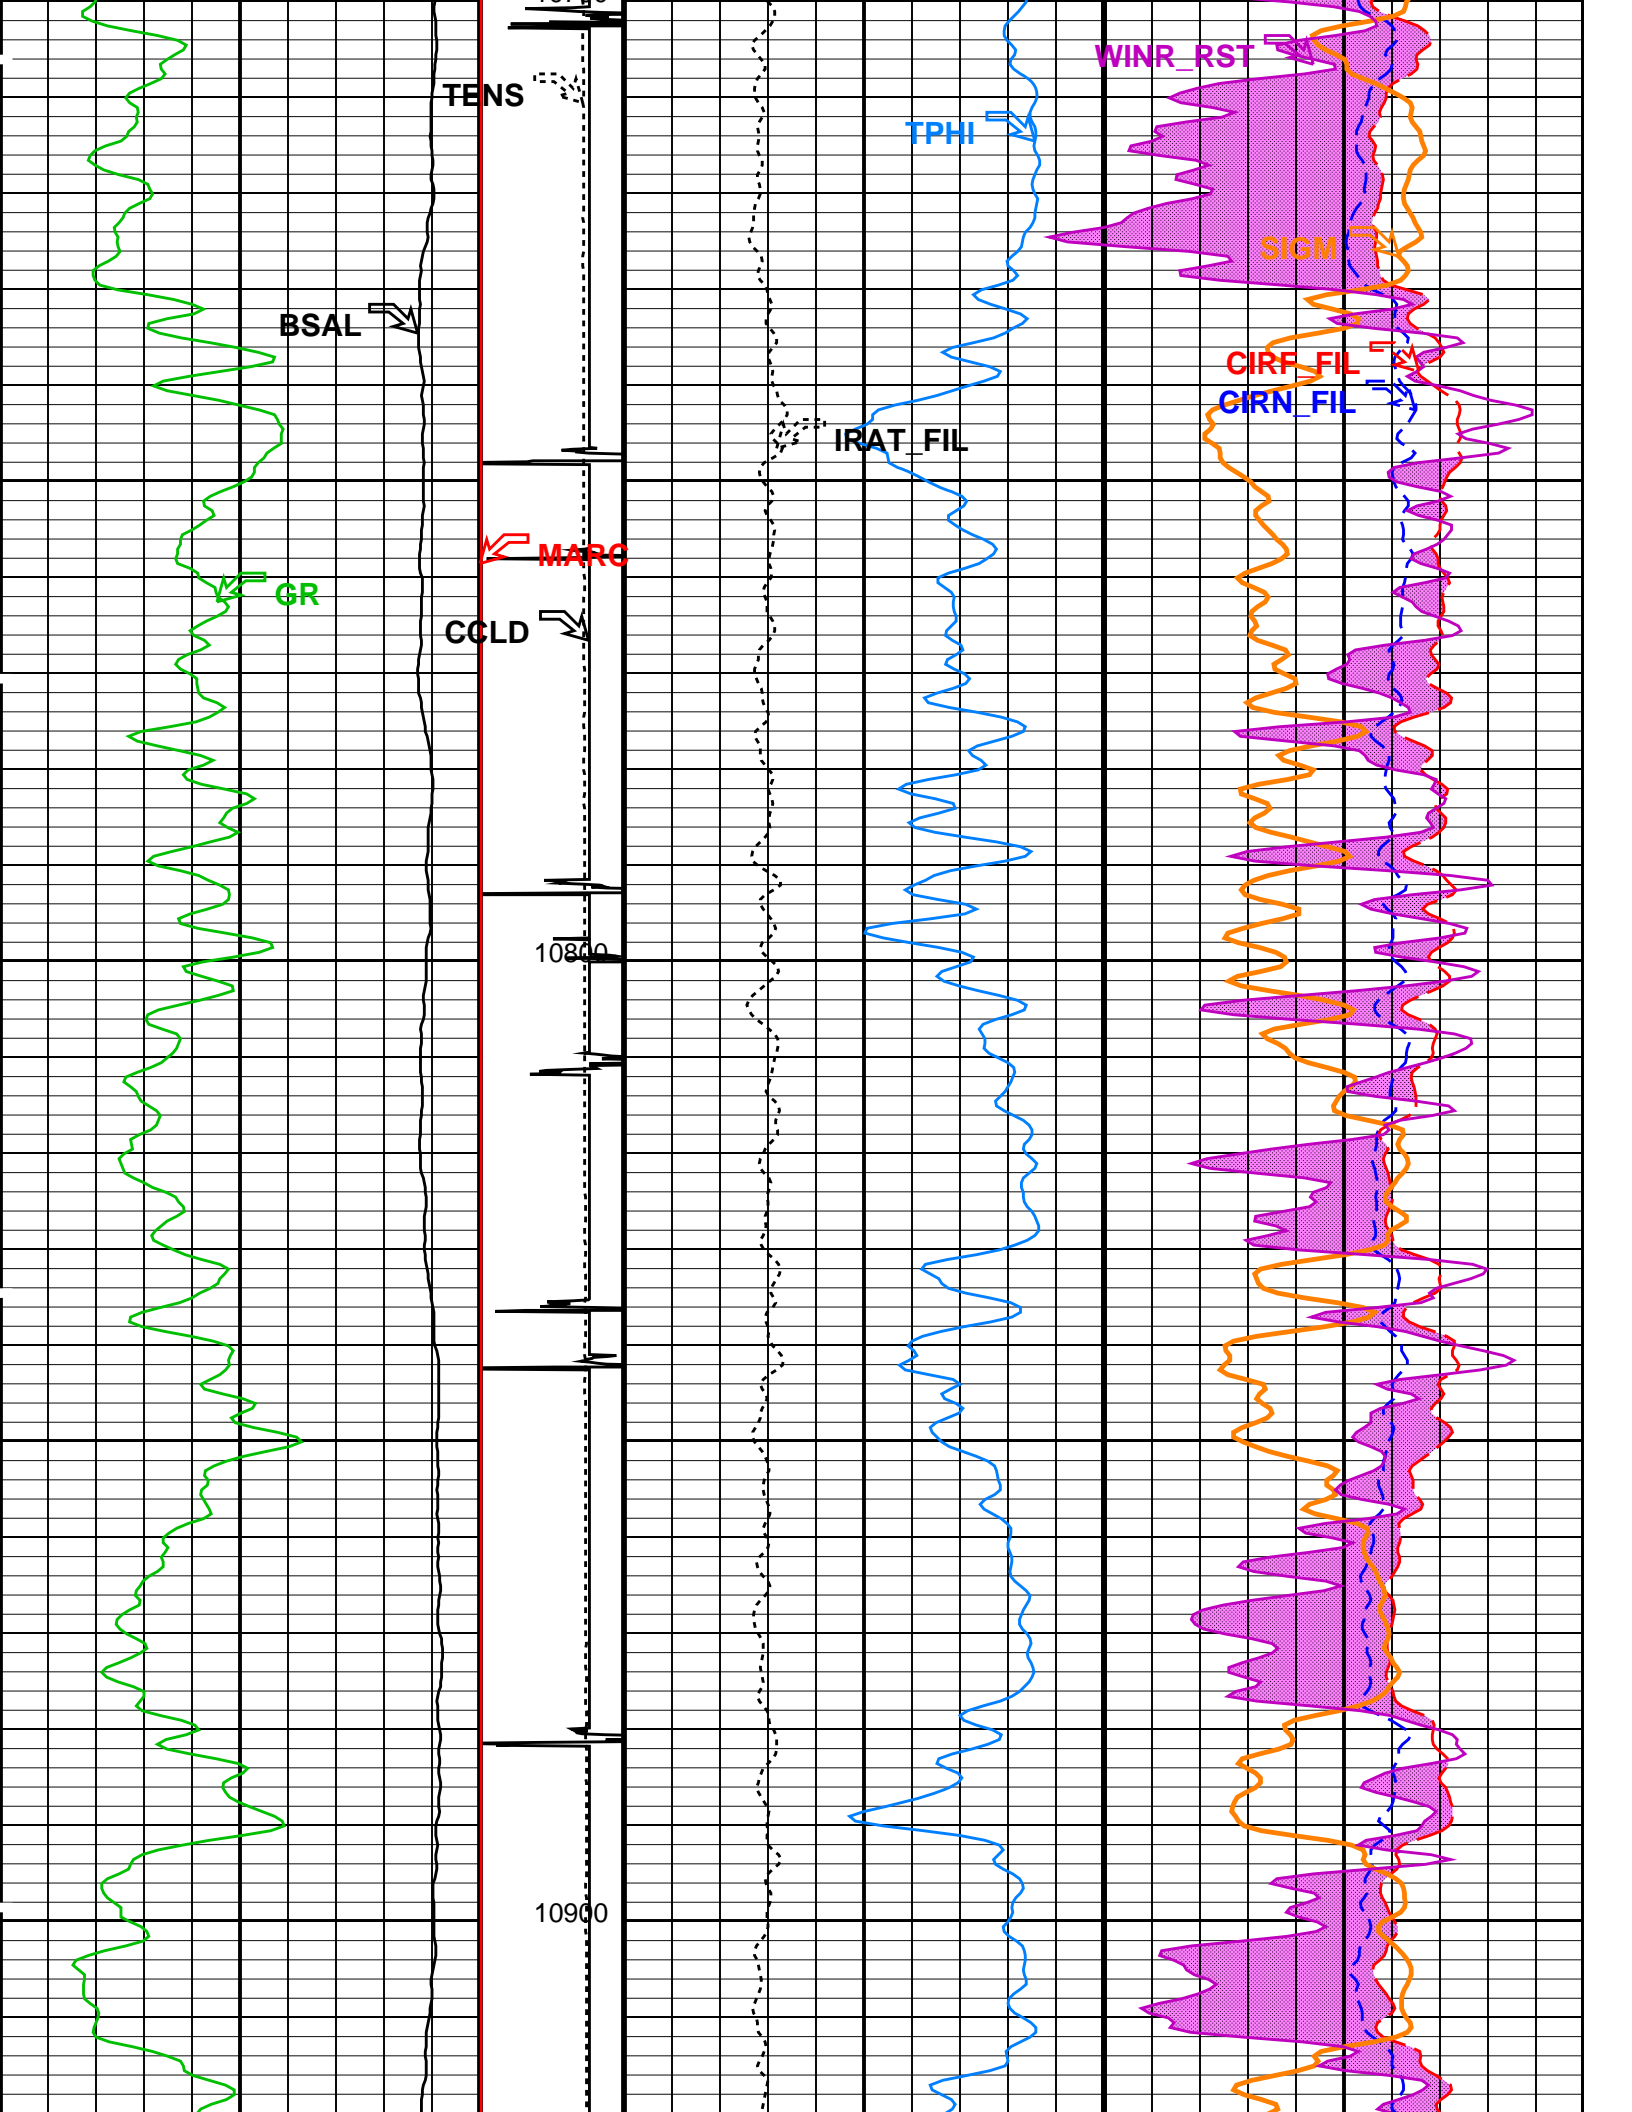 WINR_RST
TENS
TPHI
SIGM
BSAL
CIRF_FIL
CIRN_FIL
IRAT_FIL
MARC
GR
CCLD
10800
10900